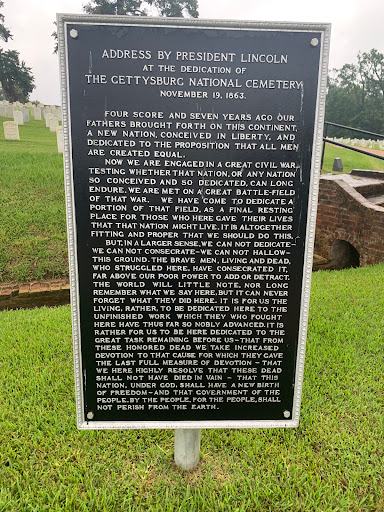 ADDRESS BY PRESIDENT LINCOLN
AT THE DEDICATION OF
THE GETTYSBURG NATIONAL CEMETERY
NOVEMBER 19, 1863.
FOUR SCORE AND SEVEN YEARS AGO OUR
FATHERS BROUGHT FORTH ON THIS CONTINENT,
A NEW NATION, CONCEIVED IN LIBERTY, AND
DEDICATED TO THE PROPOSITION THAT ALL MEN
ARE CREATED EQUAL.
NOW WE ARE ENGAGED IN A GREAT CIVIL WAR,
TESTING WHETHER THAT NATION, OR ANY NATION
SO CONCEIVED AND SO DEDICATED, CAN LONG
ENDURE. WE ARE MET ON A GREAT BATTLE-FIELD
OF THAT WAR. WE HAVE COME TO DEDICATE A
PORTION OF THAT FIELD, AS A FINAL RESTING
PLACE FOR THOSE WHO HERE GAVE THEIR LIVES
THAT THAT NATION MIGHT LIVE. IT IS ALTOGETHER
FITTING AND PROPER THAT WE SHOULD DO THIS.
BUT, IN A LARGER SENSE, WE CAN NOT DEDICATE—
WE CAN NOT CONSECRATE—WE CAN NOT HALLOW—
THIS GROUND. THE BRAVE MEN, LIVING AND DEAD,
WHO STRUGGLED HERE, HAVE CONSECRATED IT,
FAR ABOVE OUR POOR POWER TO ADD OR DETRACT.
THE WORLD WILL LITTLE NOTE, NOR LONG
REMEMBER WHAT WE SAY HERE, BUT IT CAN NEVER
FORGET WHAT THEY DID HERE. IT IS FOR US THE
LIVING, RATHER, TO BE DEDICATED HERE TO THE
UNFINISHED WORK WHICH THEY WHO FOUGHT
HERE HAVE THUS FAR SO NOBLY ADVANCED. IT IS
RATHER FOR US TO BE HERE DEDICATED TO THE
GREAT TASK REMAINING BEFORE US—THAT FROM
THESE HONORED DEAD WE TAKE INCREASED
DEVOTION TO THAT CAUSE FOR WHICH THEY GAVE
THE LAST FULL MEASURE OF DEVOTION – THAT
WE HERE HIGHLY RESOLVE THAT THESE DEAD
SHALL NOT HAVE DIED IN VAIN – THAT THIS
NATION, UNDER GOD, SHALL HAVE A NEW BIRTH
OF FREEDOM—AND THAT GOVERNMENT OF THE
PEOPLE, BY THE PEOPLE, FOR THE PEOPLE, SHALL
NOT PERISH FROM THE EARTH.